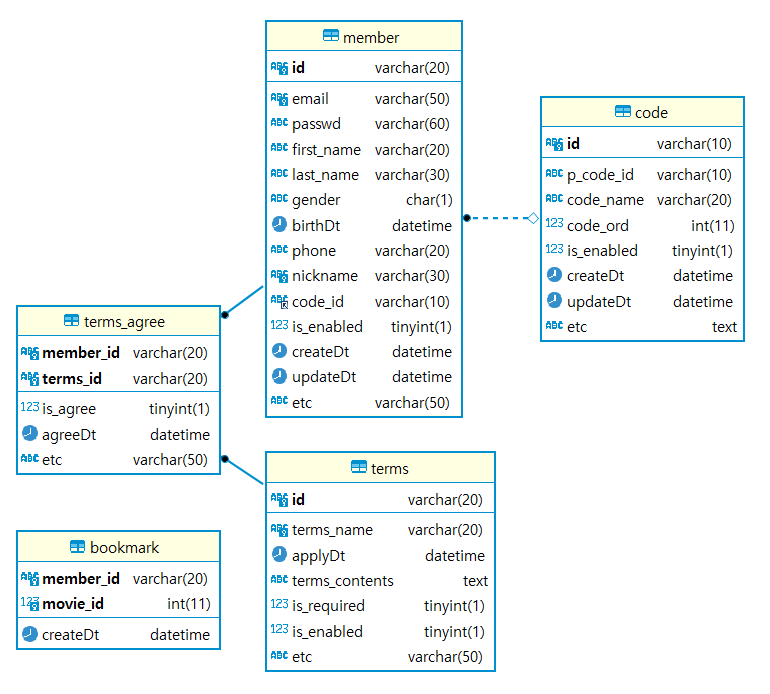 member
id varchar(20)
email varchar(50)
passwd varchar(60)
first_name varchar(20)
last_name varchar(30)
gender char(1)
birthDt datetime
phone varchar(20)
nickname varchar(30)
code_id varchar(10)
is_enabled tinyint(1)
createDt datetime
updateDt datetime
etc varchar(50)
code
id varchar(10)
p_code_id varchar(10)
code_name varchar(20)
code_ord int(11)
is_enabled tinyint(1)
createDt datetime
updateDt datetime
etc text
terms_agree
member_id varchar(20)
terms_id varchar(20)
is_agree tinyint(1)
agreeDt datetime
etc varchar(50)
terms
id varchar(20)
terms_name varchar(20)
applyDt datetime
terms_contents text
is_required tinyint(1)
is_enabled tinyint(1)
etc varchar(50)
bookmark
member_id varchar(20)
movie_id int(11)
createDt datetime